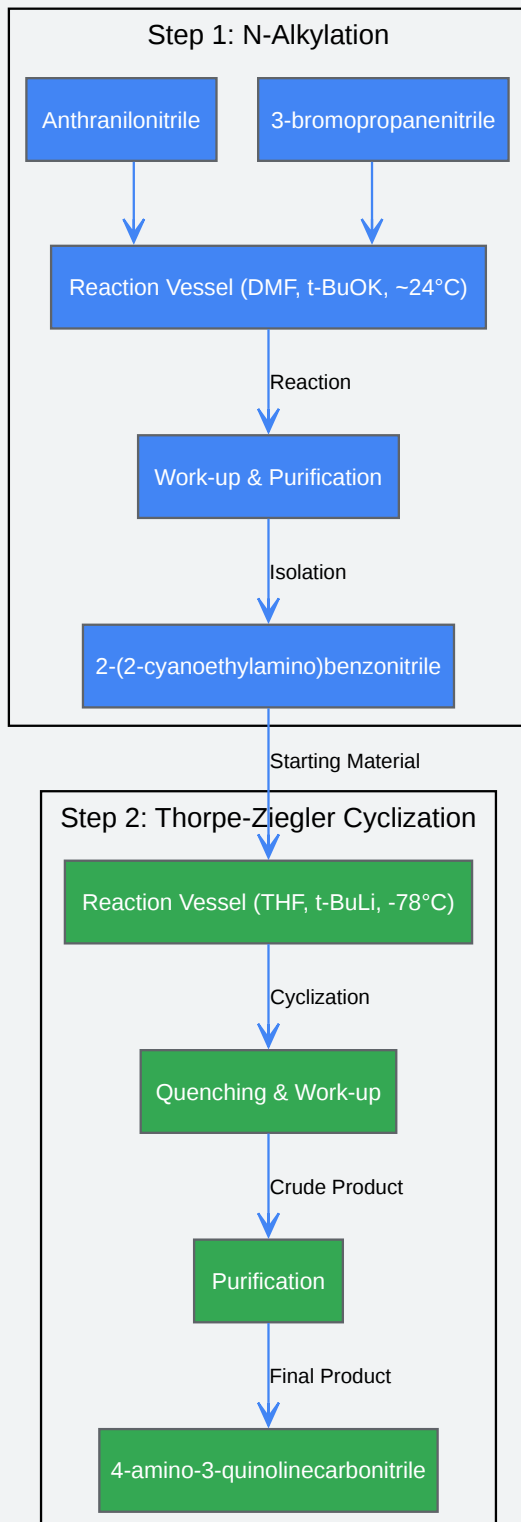 Step 1: N-Alkylation
Anthranilonitrile
3-bromopropanenitrile
Reaction Vessel (DMF, t-BuOK, ~24°C)
Reaction
Work-up & Purification
Isolation
2-(2-cyanoethylamino)benzonitrile
Starting Material
Step 2: Thorpe-Ziegler Cyclization
Reaction Vessel (THF, t-BuLi, -78°C)
Cyclization
Quenching & Work-up
Crude Product
Purification
Final Product
4-amino-3-quinolinecarbonitrile